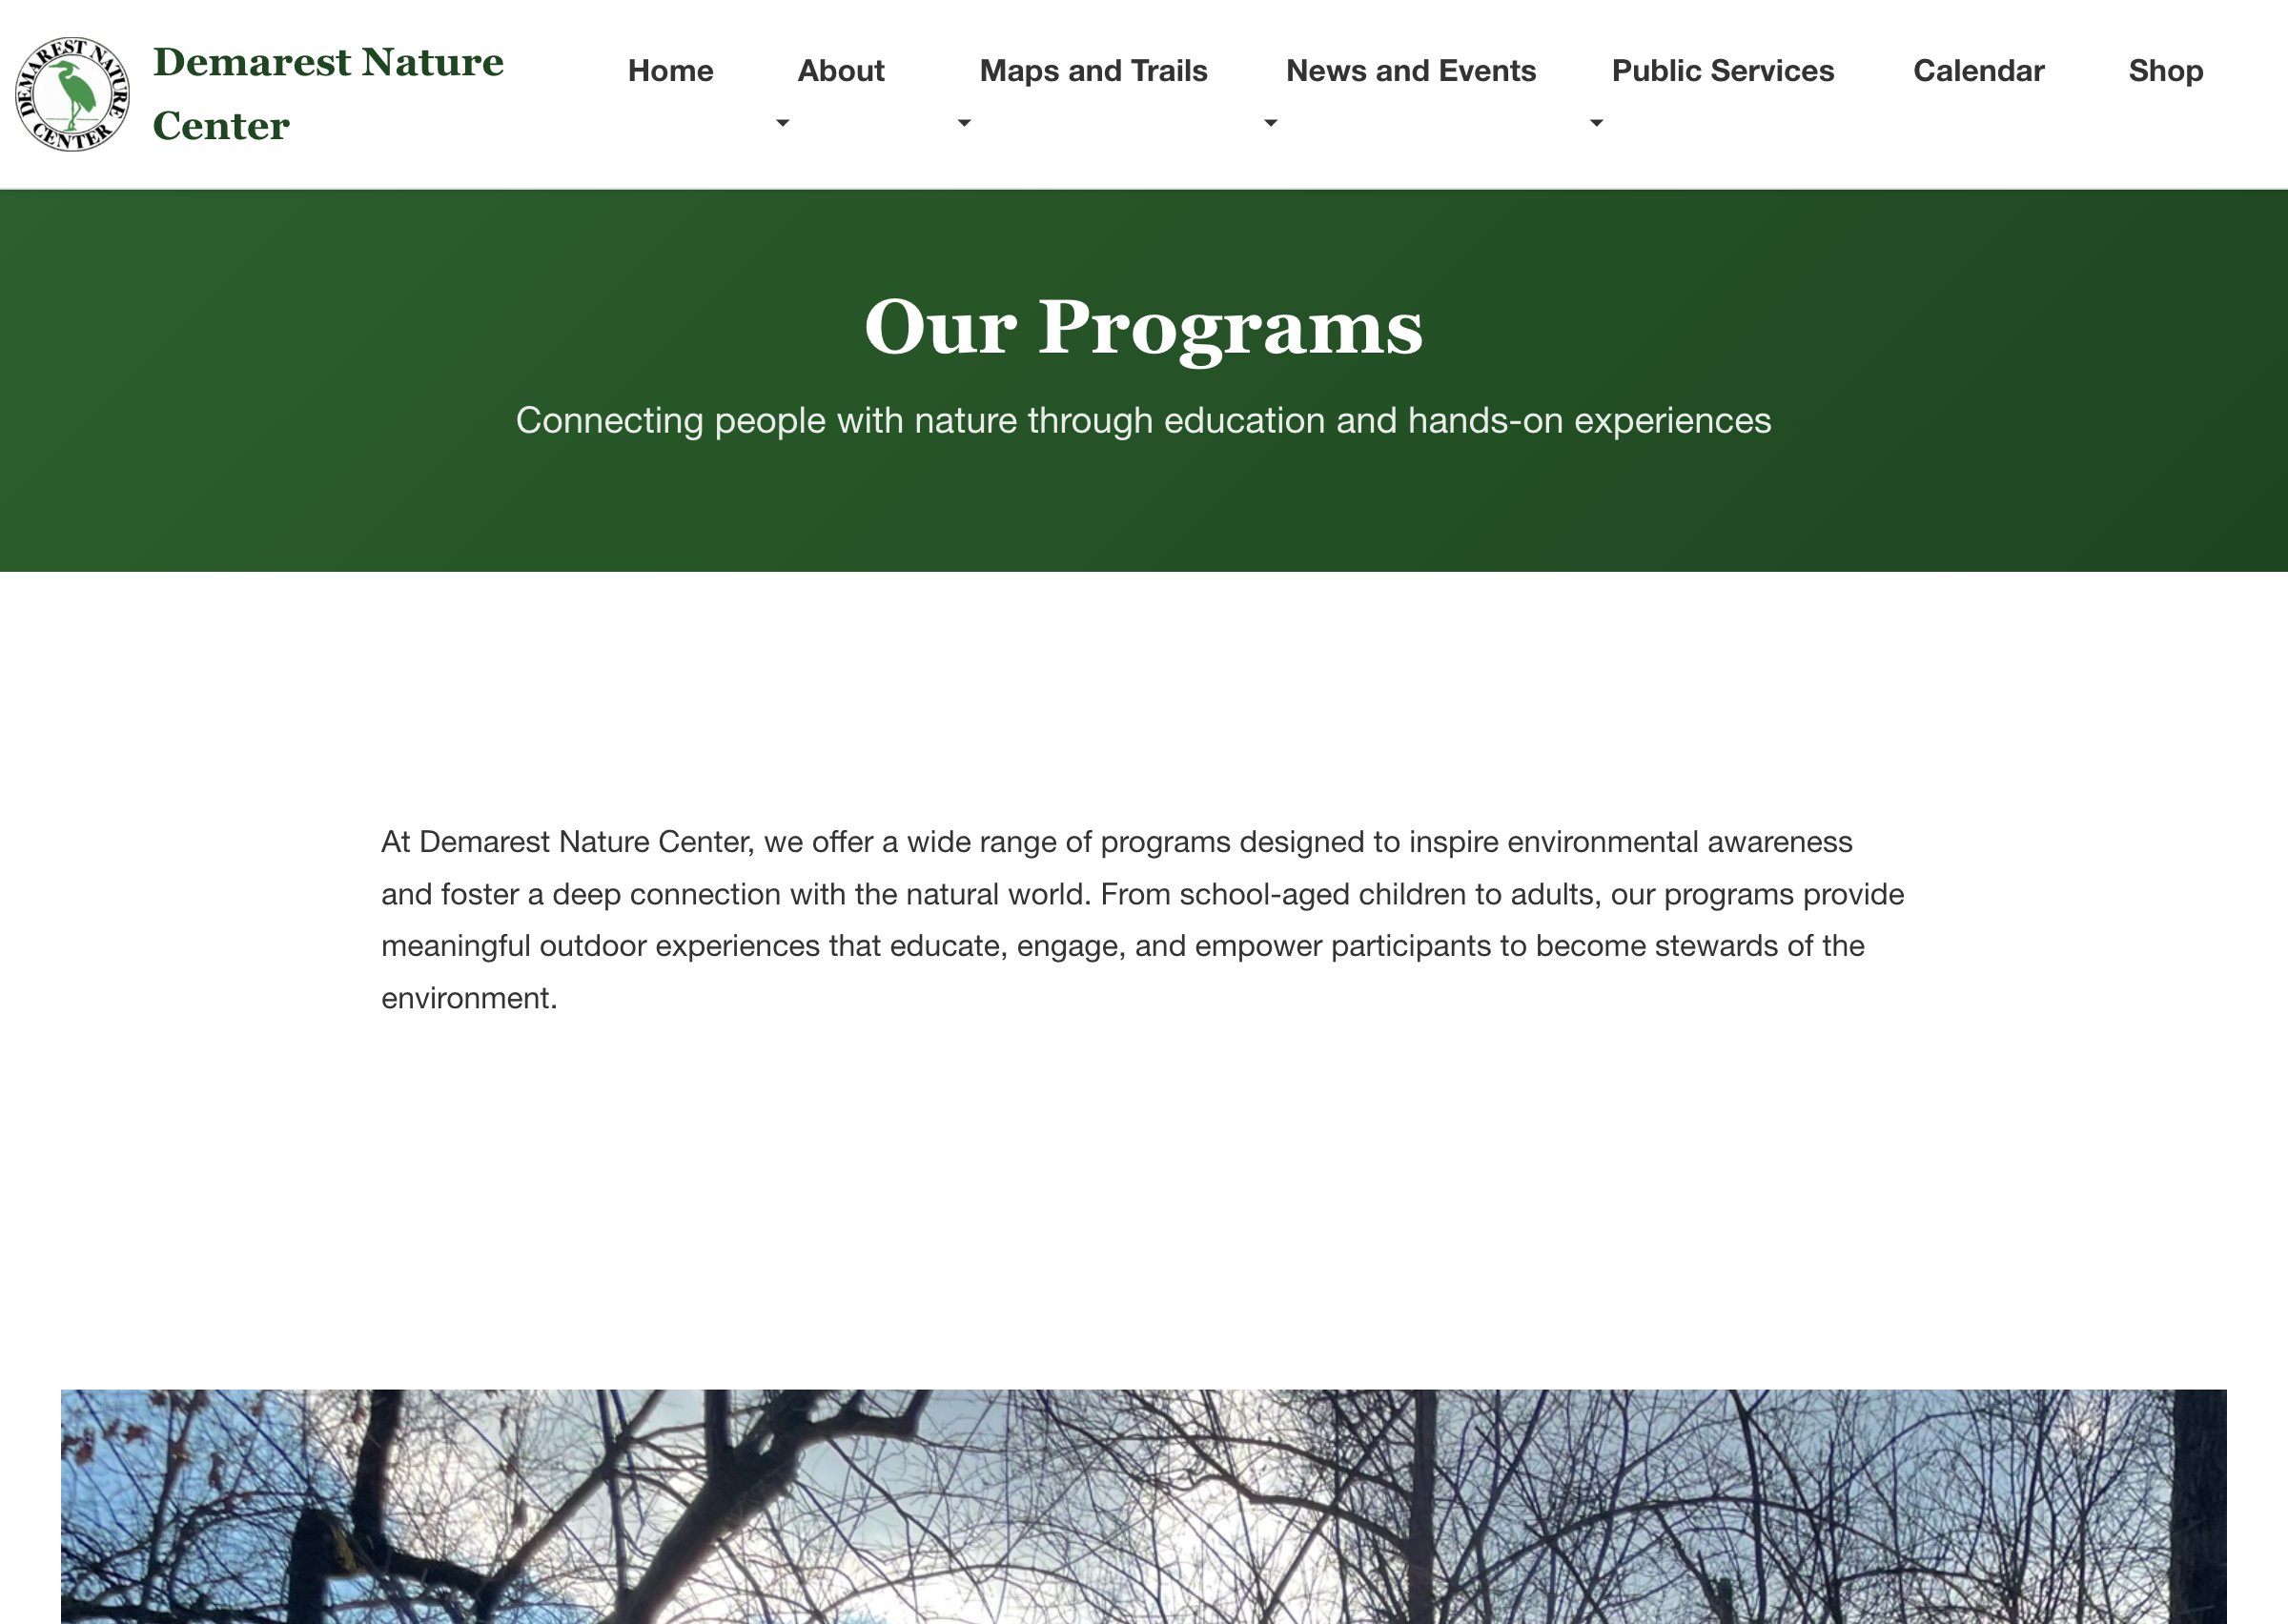 DEMAREST NATURE CENTER
Demarest Nature
Center
Home
About
Maps and Trails
News and Events
Public Services
Calendar
Shop
Our Programs
Connecting people with nature through education and hands-on experiences
At Demarest Nature Center, we offer a wide range of programs designed to inspire environmental awareness
and foster a deep connection with the natural world. From school-aged children to adults, our programs provide
meaningful outdoor experiences that educate, engage, and empower participants to become stewards of the
environment.